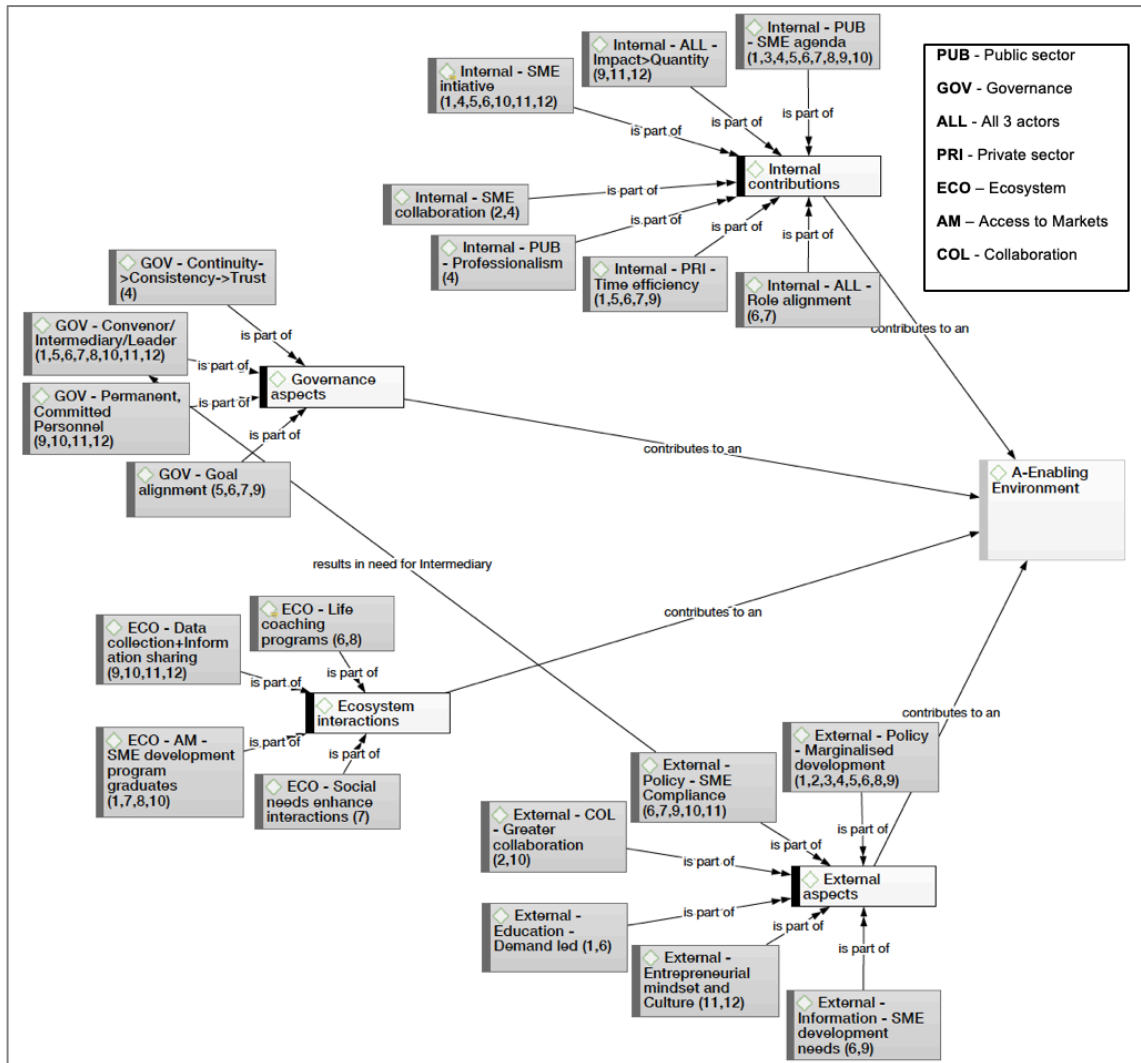 Internal - PUB
- SME agenda
(1,3,4,5,6,7,8,9,10)
Internal - ALL -
Impact>Quantity
(9,11,12)
Internal - SME
intiative
(1,4,5,6,10,11,12)
is part of
is part of
is part of
Internal
contributions
is part of
Internal - SME
collaboration (2,4)
is part of
is part of
is part of
Internal - PUB
- Professionalism
(4)
Internal - PRI -
Time efficiency
(1,5,6,7,9)
Internal - ALL -
Role alignment
(6,7)
contributes to an
PUB - Public sector
GOV - Governance
ALL - All 3 actors
PRI - Private sector
ECO – Ecosystem
AM – Access to Markets
COL - Collaboration
GOV - Continuity-
>Consistency->Trust
(4)
is part of
GOV - Convenor/
Intermediary/Leader
(1,5,6,7,8,10,11,12)
is part of
Governance
aspects
GOV - Permanent,
Committed
Personnel
(9,10,11,12)
is part of
is part of
GOV - Goal
alignment (5,6,7,9)
contributes to an
A-Enabling
Environment
results in need for Intermediary
ECO - Life
coaching
programs (6,8)
ECO - Data
collection+Inform
ation sharing
(9,10,11,12)
is part of
is part of
Ecosystem
interactions
contributes to an
ECO - AM -
SME development
program
graduates
(1,7,8,10)
is part of
is part of
ECO - Social
needs enhance
interactions (7)
contributes to an
External - Policy
- Marginalised
development
(1,2,3,4,5,6,8,9)
External -
Policy - SME
Compliance
(6,7,9,10,11)
External - COL
- Greater
collaboration
(2,10)
is part of
is part of
is part of
External
aspects
External -
Education -
Demand led (1,6)
is part of
is part of
is part of
External -
Entrepreneurial
mindset and
Culture (11,12)
External -
Information - SME
development
needs (6,9)